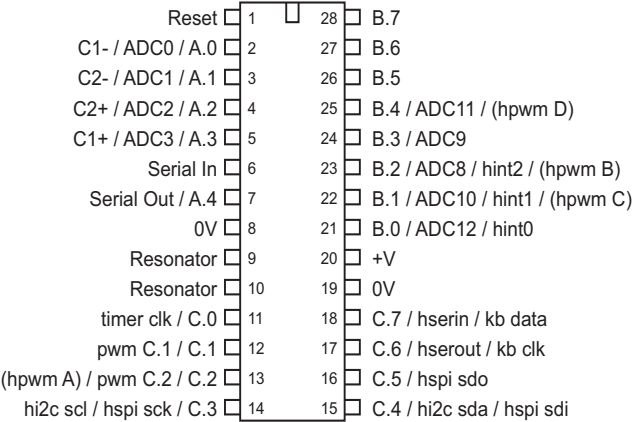 Reset 1 28 B.7
C1- / ADC0 / A.0 2 27 B.6
C2- / ADC1 / A.1 3 26 B.5
C2+ / ADC2 / A.2 4 25 B.4 / ADC11 / (hpwm D)
C1+ / ADC3 / A.3 5 24 B.3 / ADC9
Serial In 6 23 B.2 / ADC8 / hint2 / (hpwm B)
Serial Out / A.4 7 22 B.1 / ADC10 / hint1 / (hpwm C)
0V 8 21 B.0 / ADC12 / hint0
Resonator 9 20 +V
Resonator 10 19 0V
timer clk / C.0 11 18 C.7 / hserin / kb data
pwm C.1 / C.1 12 17 C.6 / hserout / kb clk
(hpwm A) / pwm C.2 / C.2 13 16 C.5 / hspi sdo
hi2c scl / hspi sck / C.3 14 15 C.4 / hi2c sda / hspi sdi